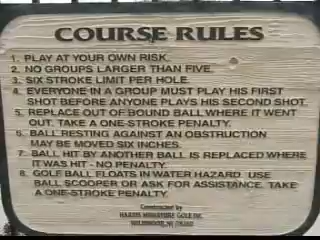 COURSE RULES
1. PLAY AT YOUR OWN RISK.
2. NO GROUPS LARGER THAN FIVE.
3. SIX STROKE LIMIT PER HOLE.
4. EVERYONE IN A GROUP MUST PLAY HIS FIRST
SHOT BEFORE ANYONE PLAYS HIS SECOND SHOT.
5. REPLACE OUT OF BOUND BALL WHERE IT WENT
OUT. TAKE A ONE-STROKE PENALTY.
6. BALL RESTING AGAINST AN OBSTRUCTION
MAY BE MOVED SIX INCHES.
7. BALL HIT BY ANOTHER BALL IS REPLACED WHERE
IT WAS HIT - NO PENALTY.
8. GOLF BALL FLOATS IN WATER HAZARD. USE
BALL SCOOPER OR ASK FOR ASSISTANCE. TAKE
A ONE-STROKE PENALTY.
Constructed by
HARRIS MINIATURE GOLF INC.
WILDWOOD, NJ